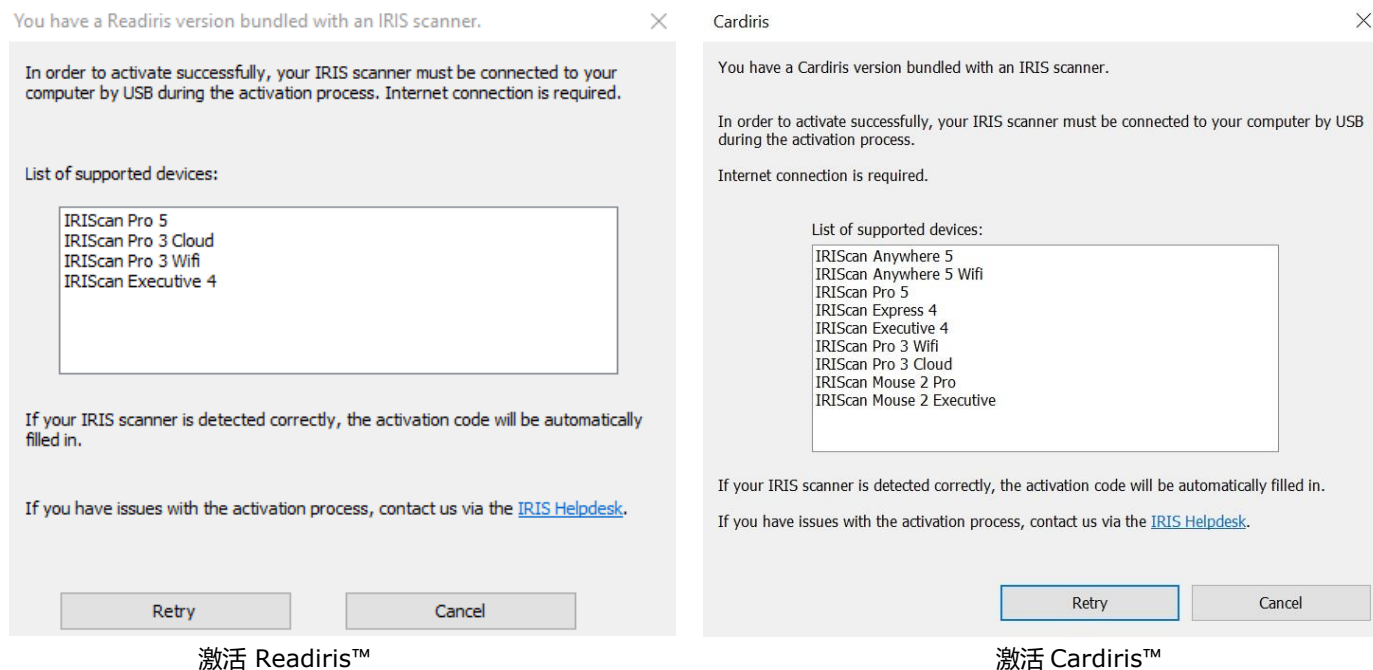 You have a Readiris version bundled with an IRIS scanner.
In order to activate successfully, your IRIS scanner must be connected to your
computer by USB during the activation process. Internet connection is required.
List of supported devices:
IRIScan Pro 5
IRIScan Pro 3 Cloud
IRIScan Pro 3 Wifi
IRIScan Executive 4
If your IRIS scanner is detected correctly, the activation code will be automatically
filled in.
If you have issues with the activation process, contact us via the IRIS Helpdesk.
Retry
Cancel
激活 Readiris™
Cardiris
You have a Cardiris version bundled with an IRIS scanner.
In order to activate successfully, your IRIS scanner must be connected to your computer by USB
during the activation process.
Internet connection is required.
List of supported devices:
IRIScan Anywhere 5
IRIScan Anywhere 5 Wifi
IRIScan Pro 5
IRIScan Express 4
IRIScan Executive 4
IRIScan Pro 3 Wifi
IRIScan Pro 3 Cloud
IRIScan Mouse 2 Pro
IRIScan Mouse 2 Executive
If your IRIS scanner is detected correctly, the activation code will be automatically filled in.
If you have issues with the activation process, contact us via the IRIS Helpdesk.
Retry
Cancel
激活 Cardiris™